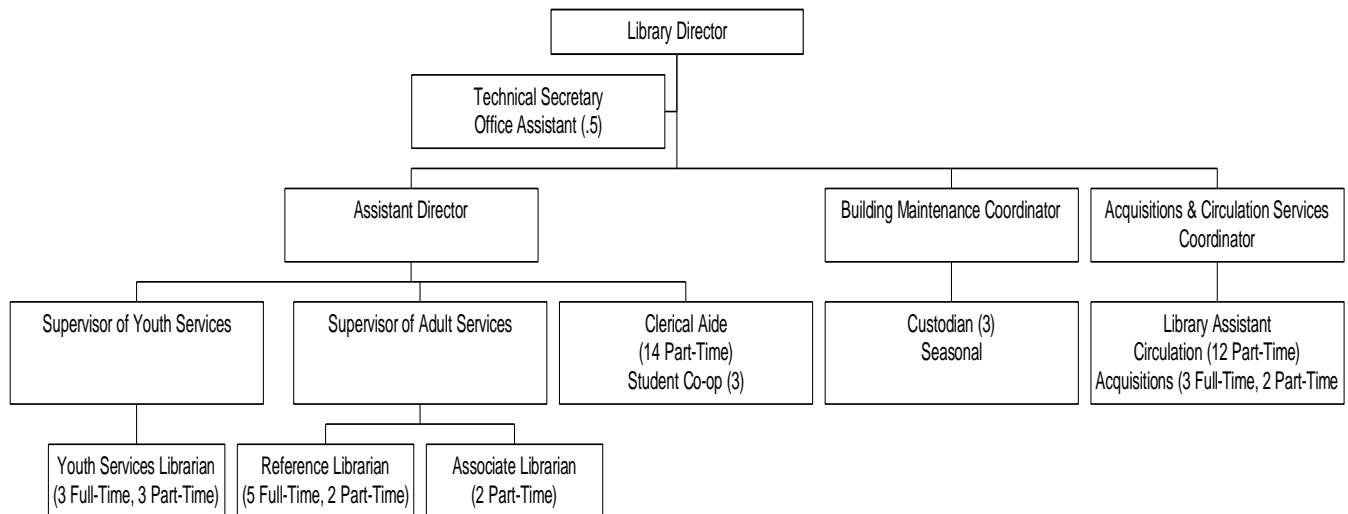 Library Director
Technical Secretary
Office Assistant (.5)
Assistant Director
Building Maintenance Coordinator
Acquisitions & Circulation Services
Coordinator
Supervisor of Youth Services
Supervisor of Adult Services
Clerical Aide
(14 Part-Time)
Student Co-op (3)
Custodian (3)
Seasonal
Library Assistant
Circulation (12 Part-Time)
Acquisitions (3 Full-Time, 2 Part-Time
Youth Services Librarian
(3 Full-Time, 3 Part-Time)
Reference Librarian
(5 Full-Time, 2 Part-Time)
Associate Librarian
(2 Part-Time)